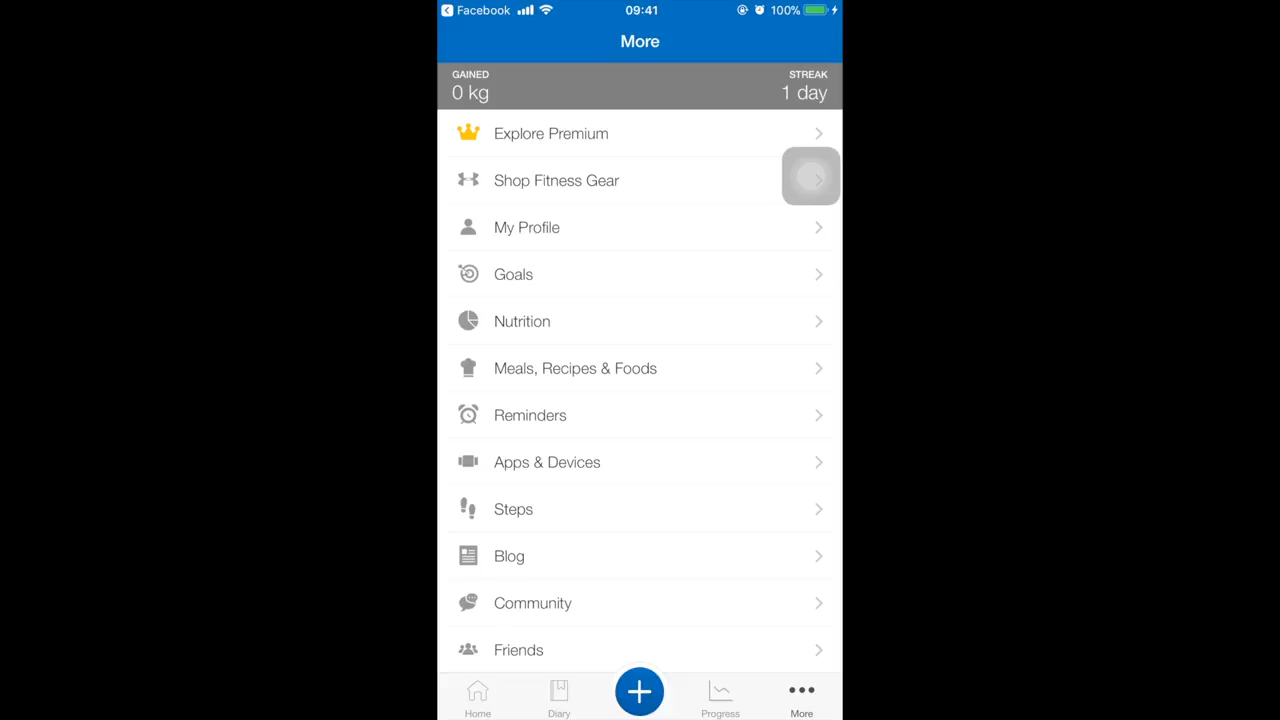 Facebook 09:41 100%
More
GAINED STREAK
0 kg 1 day
Explore Premium
Shop Fitness Gear
My Profile
Goals
Nutrition
Meals, Recipes & Foods
Reminders
Apps & Devices
Steps
Blog
Community
Friends
Home Diary Progress More